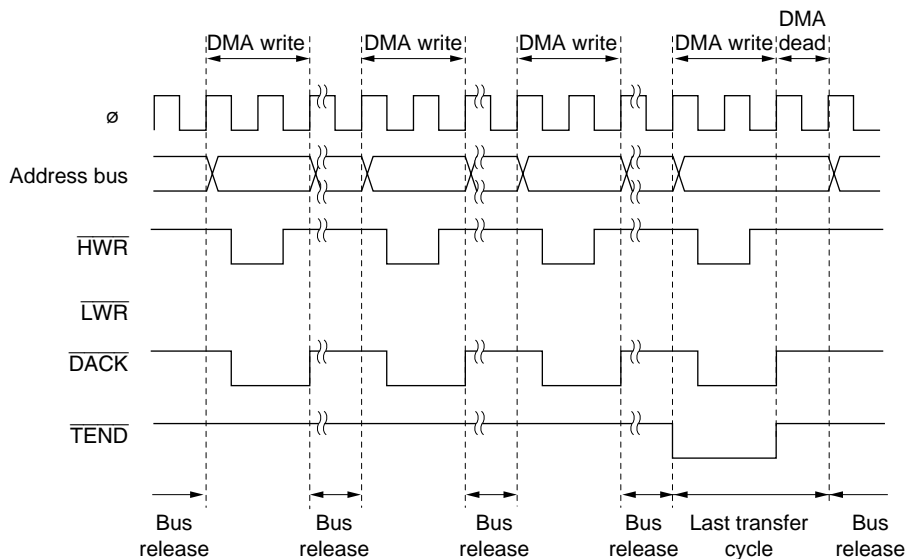 DMA
dead
DMA write DMA write DMA write DMA write
ø
Address bus
HWR
LWR
DACK
TEND
Bus release
Bus release
Bus release
Bus release
Last transfer cycle
Bus release